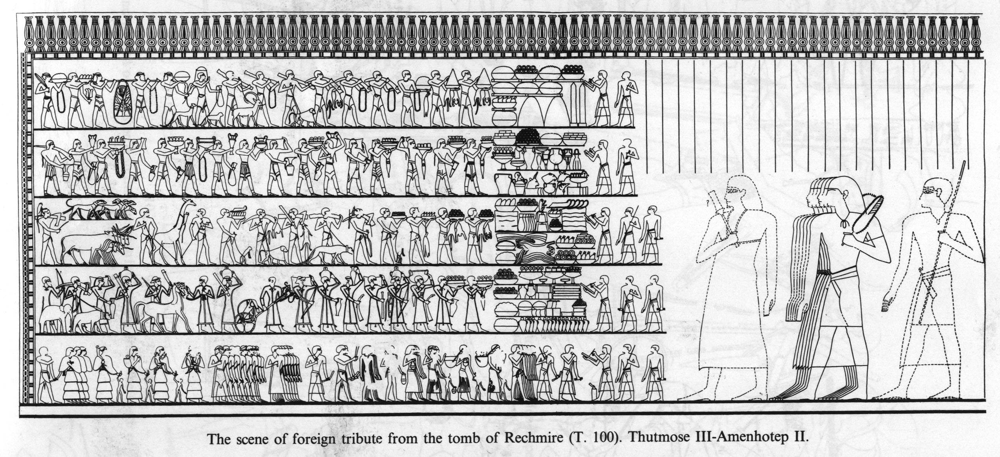 The scene of foreign tribute from the tomb of Rechmire (T. 100). Thutmose III-Amenhotep II.